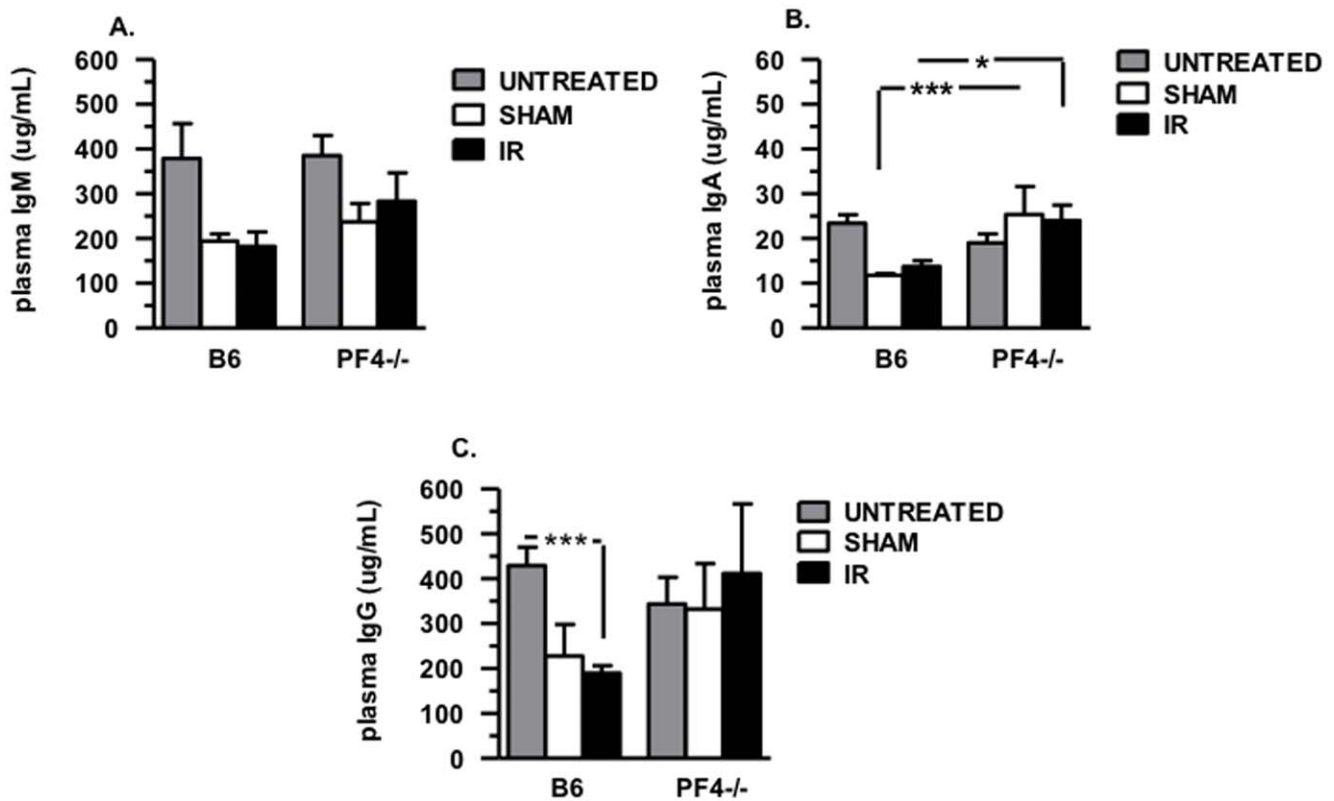 A.
600
500
400
300
200
100
0
plasma IgM (ug/mL)
B6
PF4-/-
UNTREATED
SHAM
IR
B.
60
50
40
30
20
10
0
plasma IgA (ug/mL)
*
***
B6
PF4-/-
UNTREATED
SHAM
IR
C.
600
500
400
300
200
100
0
plasma IgG (ug/mL)
***
B6
PF4-/-
UNTREATED
SHAM
IR